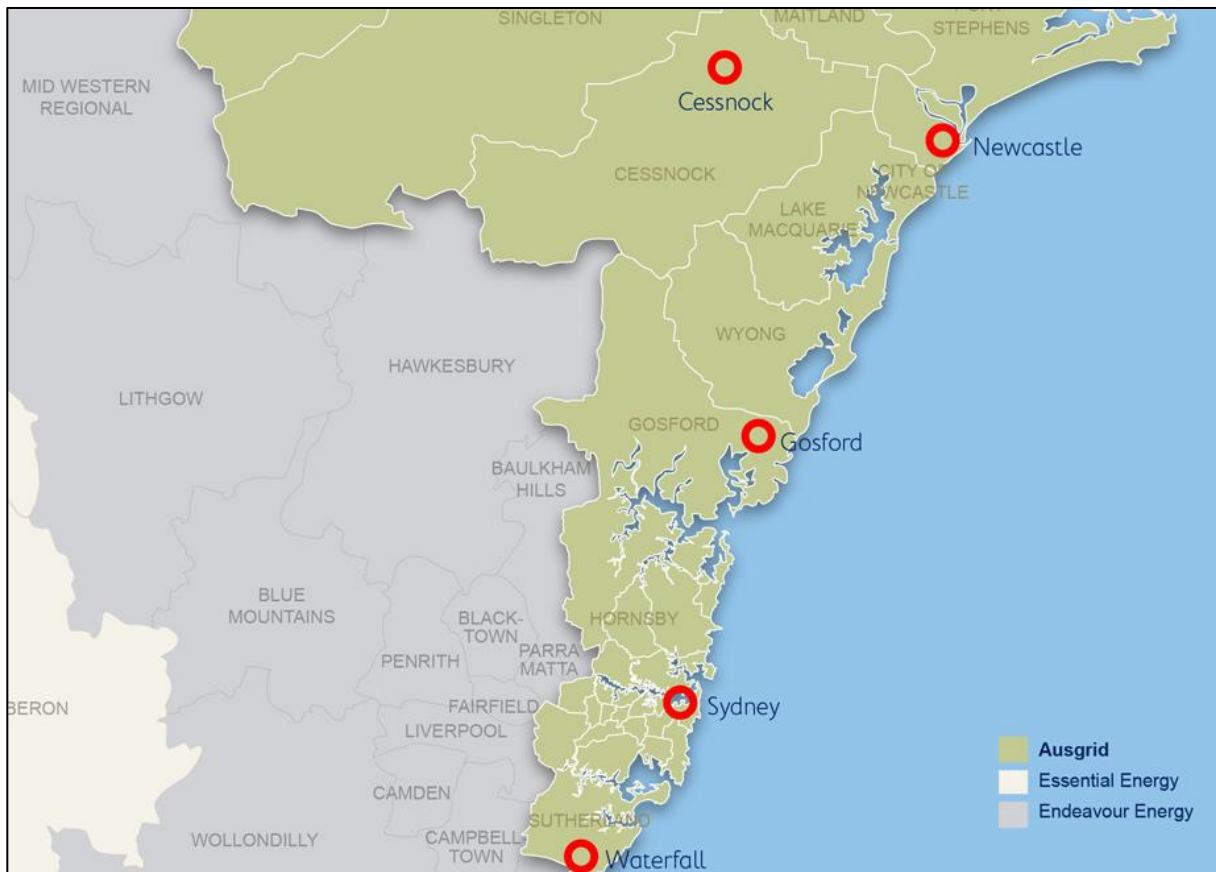 SINGLETON
MAITLAND
STEPHENS
MID WESTERN
REGIONAL
Cessnock
Newcastle
CESSNOCK
CITY OF
NEWCASTLE
LAKE
MACQUARIE
WYONG
HAWKESBURY
LITHGOW
GOSFORD
Gosford
BAULKHAM
HILLS
BLUE
MOUNTAINS
BLACK-
TOWN
HORNSBY
PENRITH
PARRA
MATTA
BERON
FAIRFIELD
Sydney
LIVERPOOL
CAMDEN
SUTHERLAND
WOLLONDILLY
CAMPBELL-
TOWN
Waterfall
Ausgrid
Essential Energy
Endeavour Energy